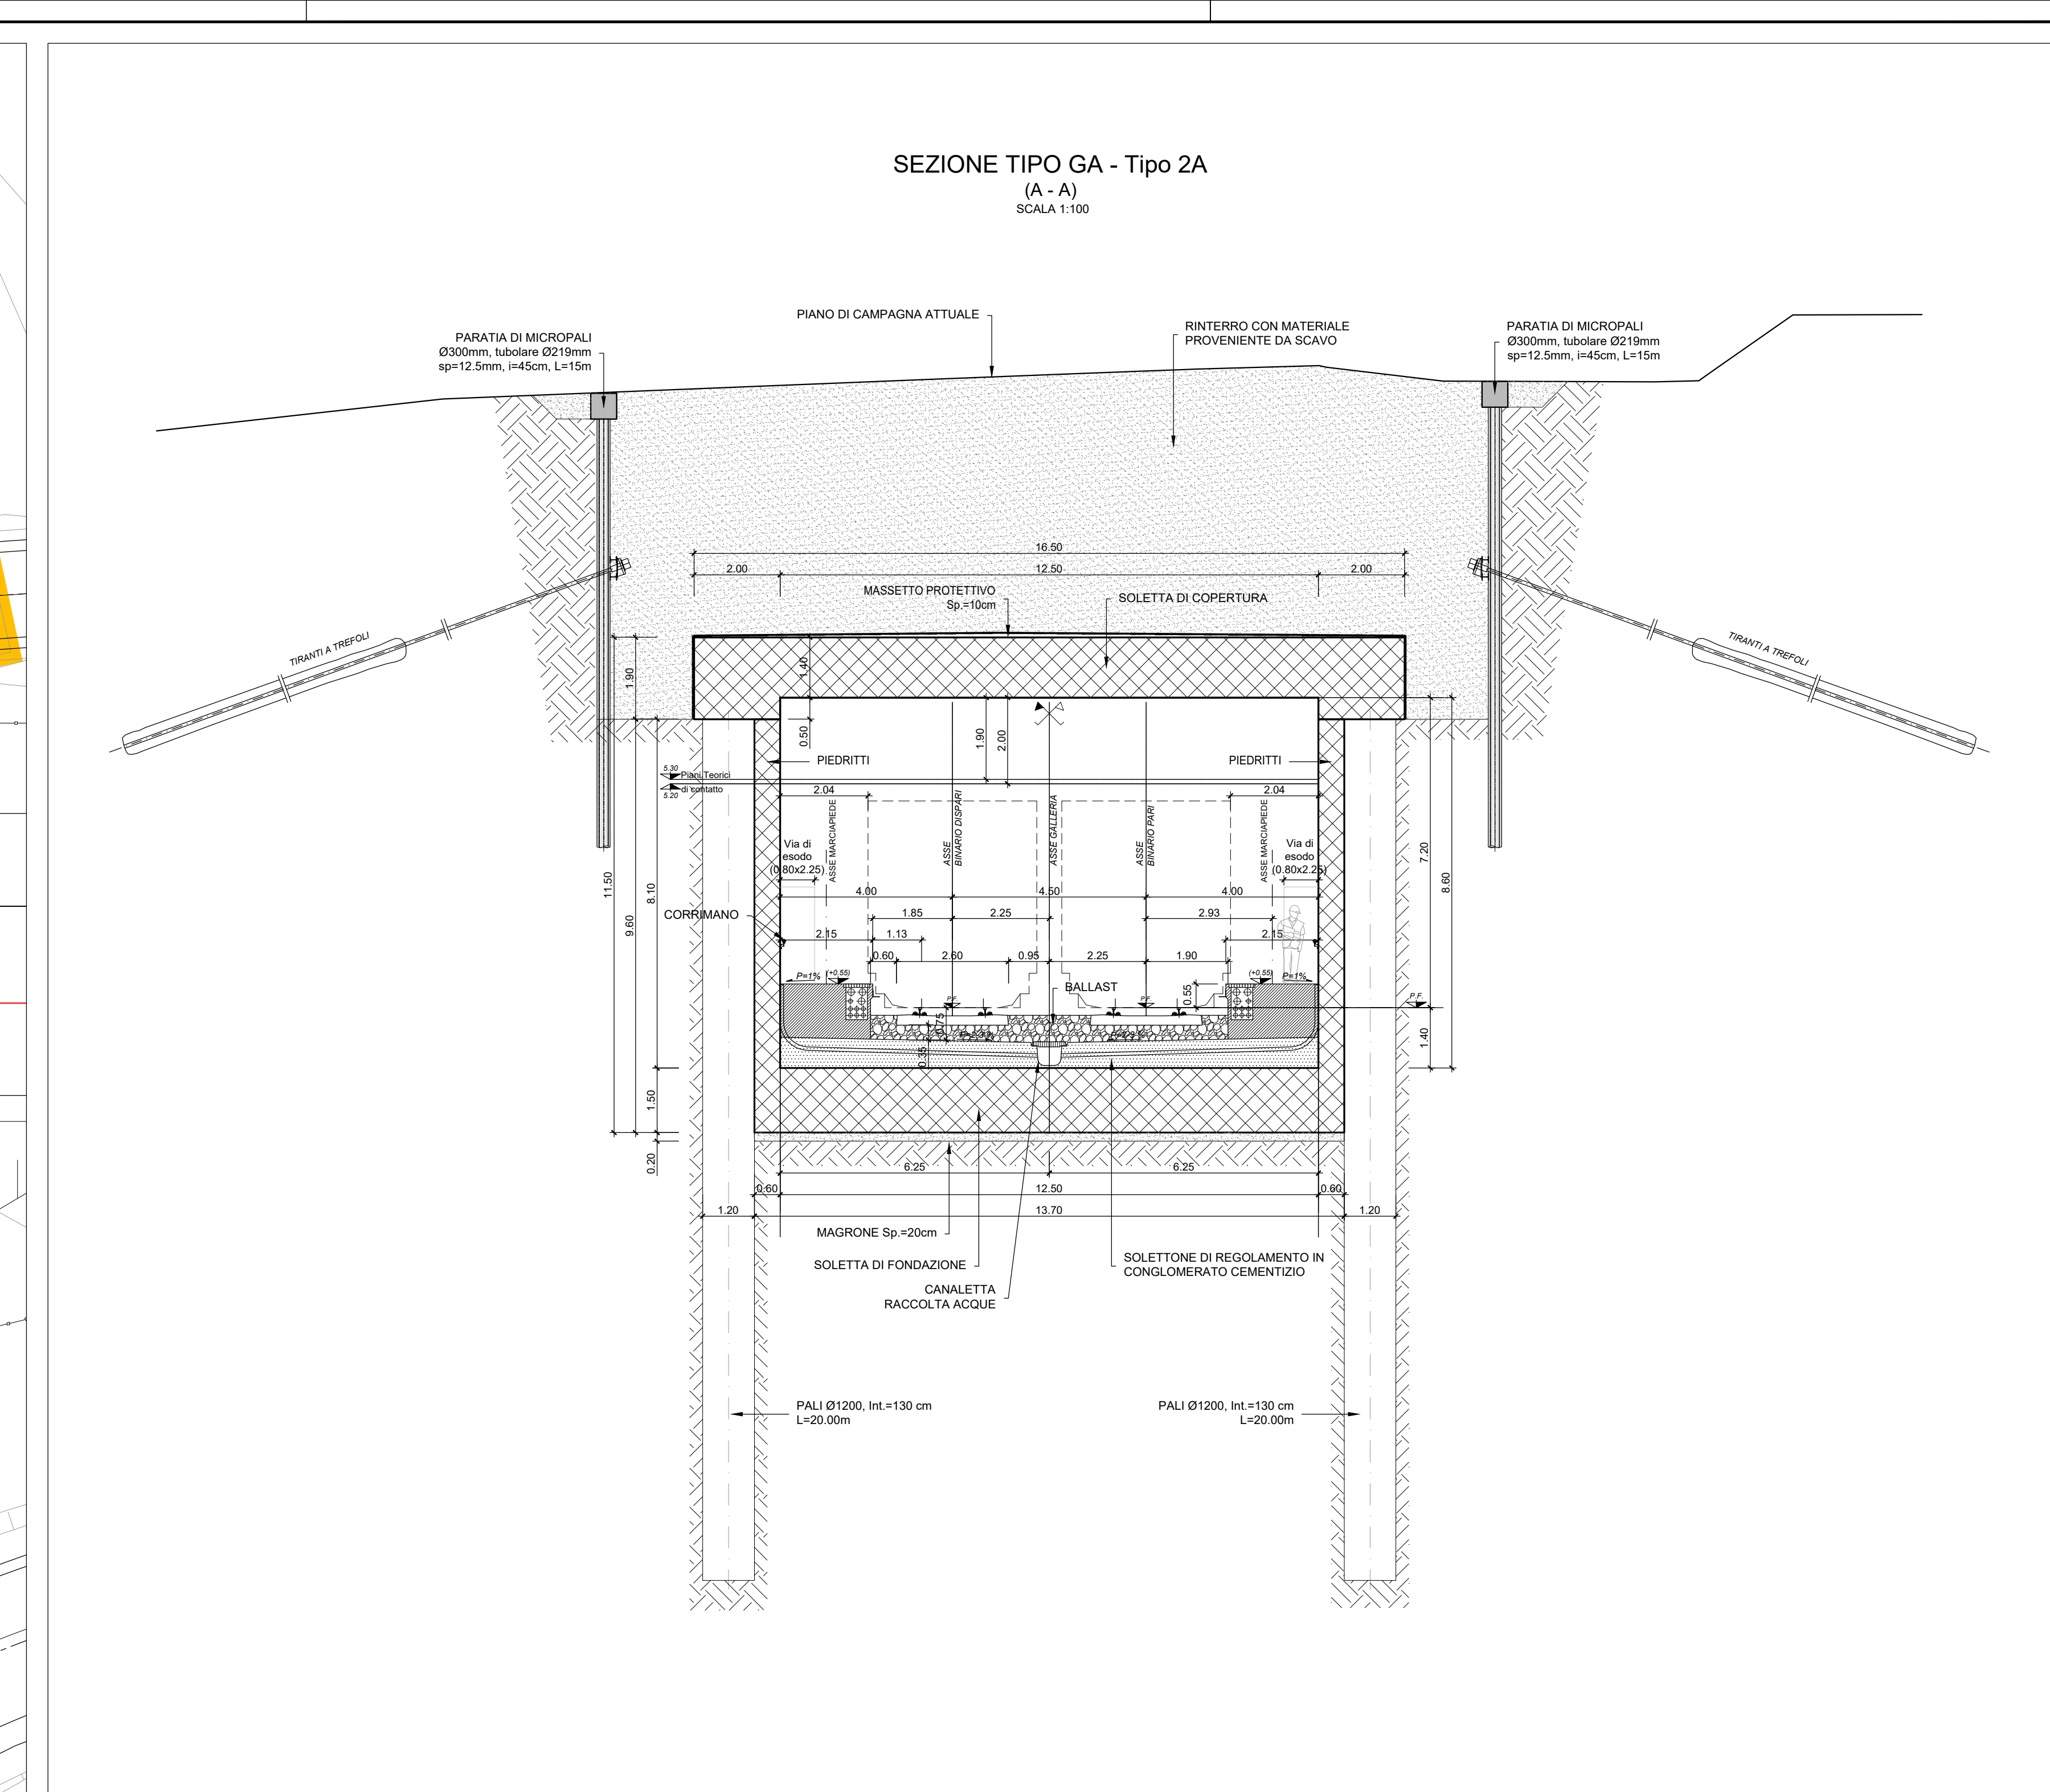 SEZIONE TIPO GA - Tipo 2A
(A - A)
SCALA 1:100
PIANO DI CAMPAGNA ATTUALE
RINTERRO CON MATERIALE
PROVENIENTE DA SCAVO
PARATIA DI MICROPALI
Ø300mm, tubolare Ø219mm
sp=12.5mm, i=45cm, L=15m
PARATIA DI MICROPALI
Ø300mm, tubolare Ø219mm
sp=12.5mm, i=45cm, L=15m
16.50
2.00
12.50
2.00
MASSETTO PROTETTIVO
Sp.=10cm
SOLETTA DI COPERTURA
TIRANTI A TREFOLI
TIRANTI A TREFOLI
1.90
1.40
0.50
1.90
2.00
PIEDRITTI
PIEDRITTI
5.30
Piani Teorici
di contatto
5.20
2.04
2.04
ASSE MARCIAPIEDE
ASSE
BINARIO DISPARI
ASSE GALLERIA
ASSE
BINARIO PARI
ASSE MARCIAPIEDE
Via di
esodo
(0.80x2.25)
Via di
esodo
(0.80x2.25)
7.20
8.60
11.50
9.60
8.10
4.00
4.50
4.00
CORRIMANO
1.85
2.25
2.93
2.15
1.13
2.15
0.60
2.60
0.95
2.25
1.90
P=1%
(+0.55)
(+0.55)
P=1%
BALLAST
0.55
P.F.
P.F.
P.F.
0.75
0.35
1.40
1.50
0.20
6.25
6.25
0.60
12.50
0.60
1.20
13.70
1.20
MAGRONE Sp.=20cm
SOLETTA DI FONDAZIONE
CANALETTA
RACCOLTA ACQUE
SOLETTONE DI REGOLAMENTO IN
CONGLOMERATO CEMENTIZIO
PALI Ø1200, Int.=130 cm
L=20.00m
PALI Ø1200, Int.=130 cm
L=20.00m